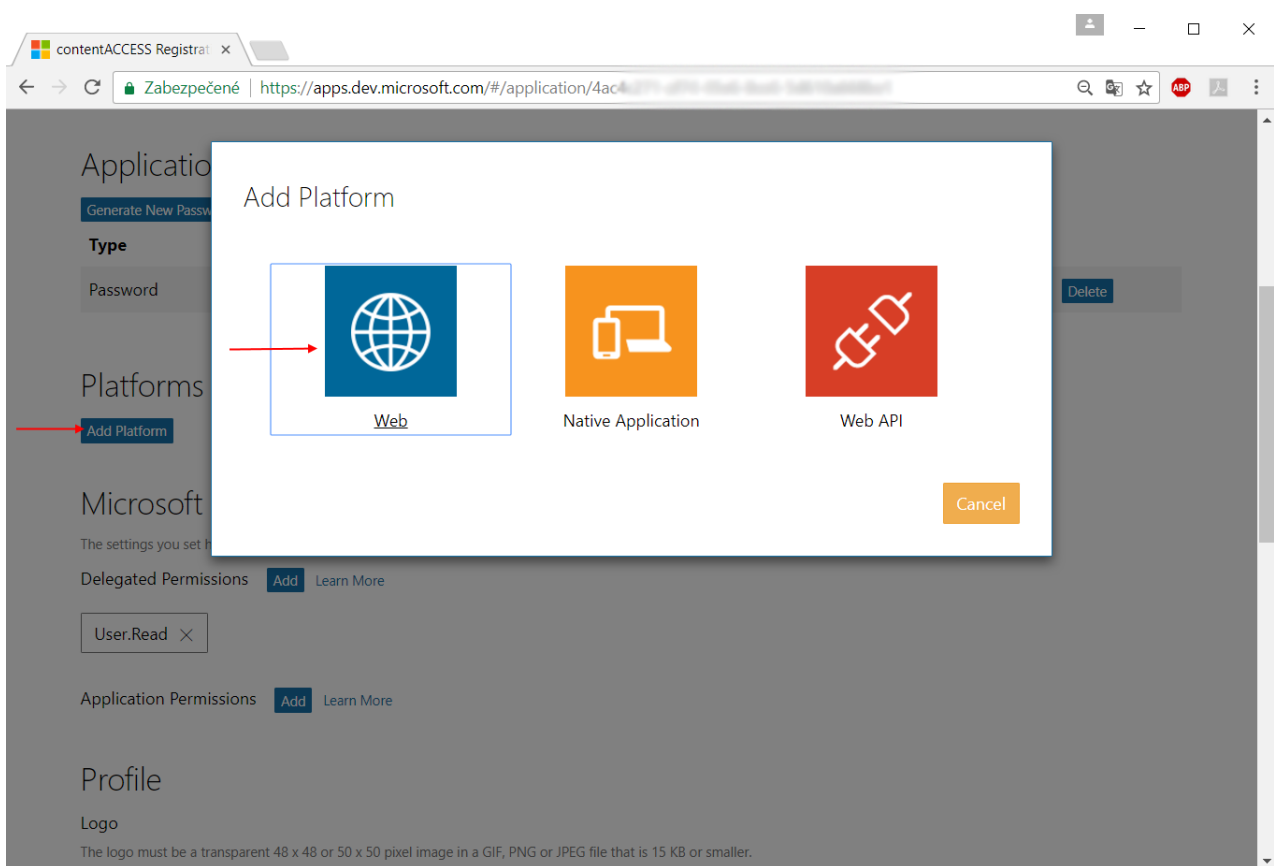 contentACCESS Registrat
Zabezpečené https://apps.dev.microsoft.com/#/application/4ac
ABP
Applicatio
Generate New Passw
Type
Password
Delete
Platforms
Add Platform
Add Platform
Web
Native Application
Web API
Cancel
Microsoft
The settings you set h
Delegated Permissions Add Learn More
User.Read
Application Permissions Add Learn More
Profile
Logo
The logo must be a transparent 48 x 48 or 50 x 50 pixel image in a GIF, PNG or JPEG file that is 15 KB or smaller.